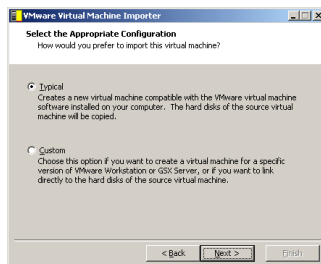 VMware Virtual Machine Importer
Select the Appropriate Configuration
How would you prefer to import this virtual machine?
Typical
Creates a new virtual machine compatible with the VMware virtual machine
software installed on your computer. The hard disks of the source virtual
machine will be copied.
Custom
Choose this option if you want to create a virtual machine for a specific
version of VMware Workstation or GSX Server, or if you want to link
directly to the hard disks of the source virtual machine.
< Back Next > Finish